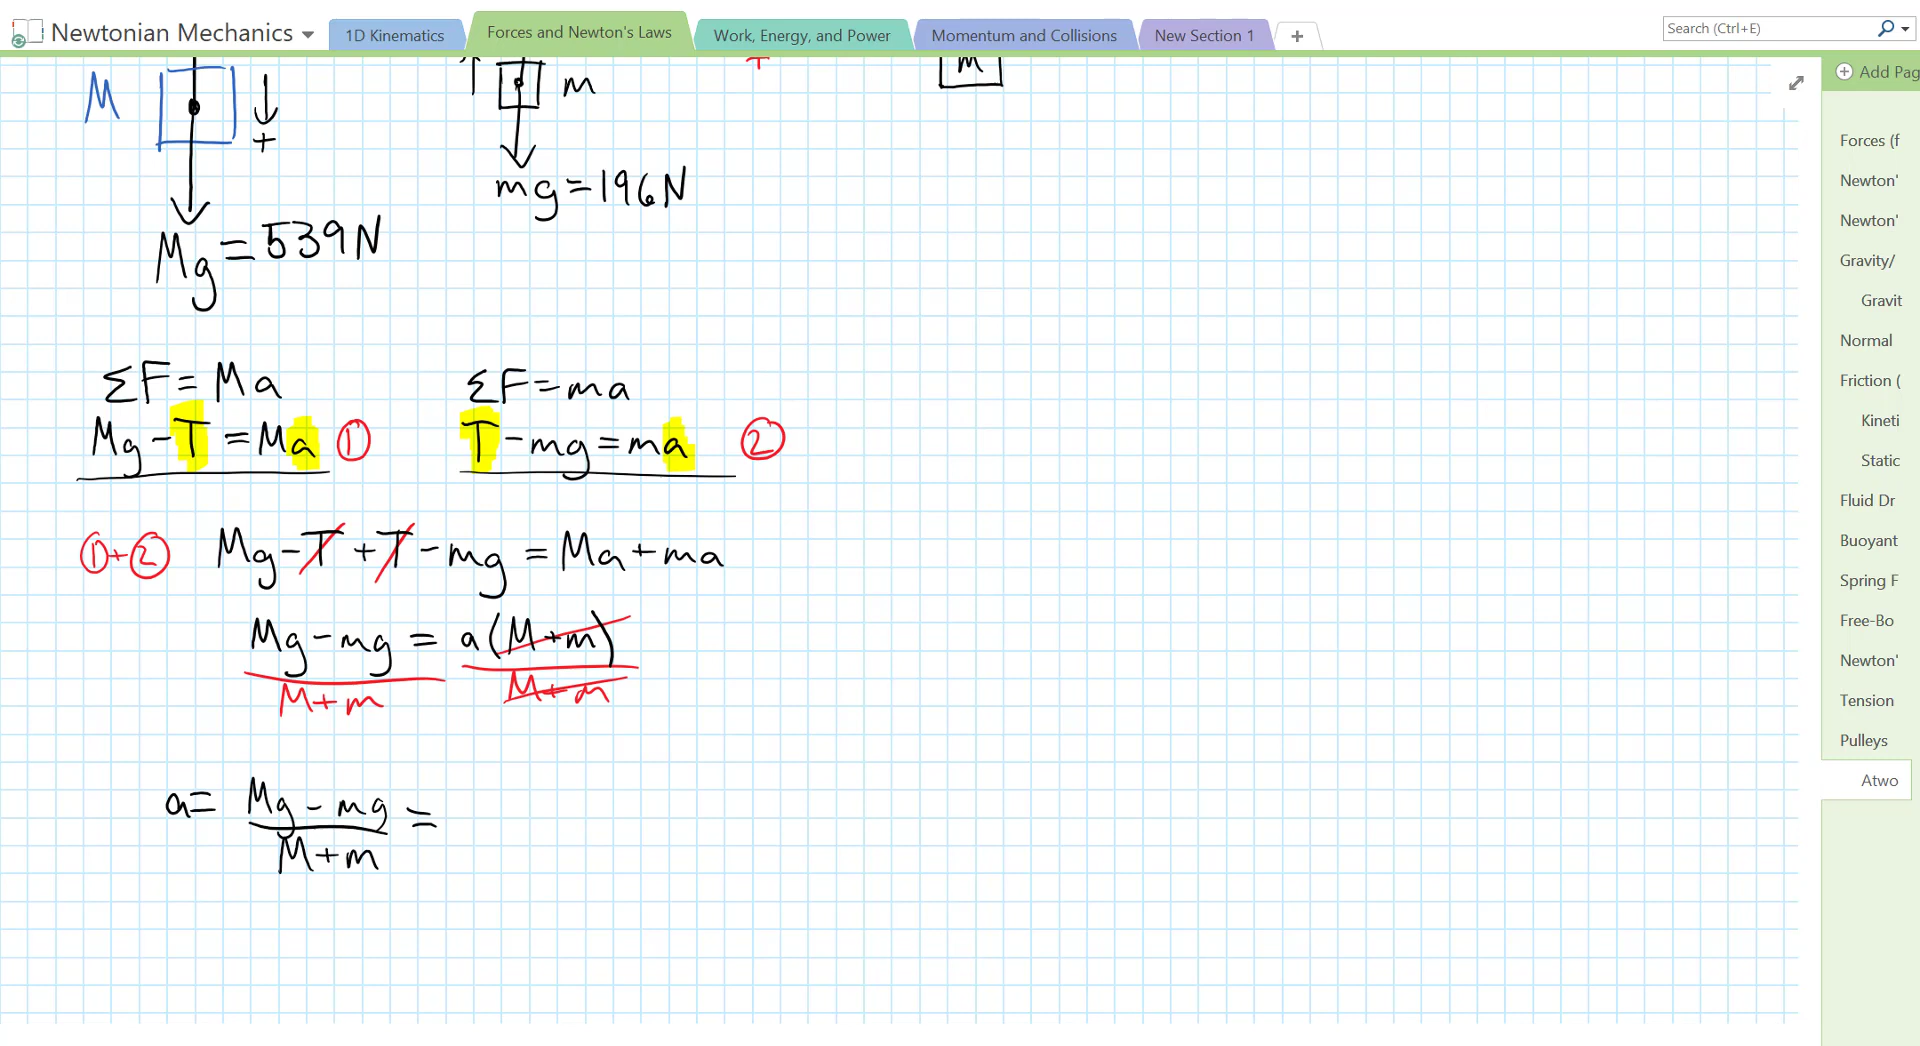 Newtonian Mechanics
1D Kinematics
Forces and Newton's Laws
Work, Energy, and Power
Momentum and Collisions
New Section 1
+
Search (Ctrl+E)
Add Pag
Forces (f
Newton'
Newton'
Gravity/
Gravit
Normal
Friction (
Kineti
Static
Fluid Dr
Buoyant
Spring F
Free-Bo
Newton'
Tension
Pulleys
Atwo
M
+
m
+
mg = 196N
Mg = 539N
ΣF = Ma
Mg - T = Ma ①
ΣF = ma
T - mg = ma ②
①+② Mg - T + T - mg = Ma + ma
Mg - mg = a(M+m)
M+m M+m
a = Mg - mg =
M+m